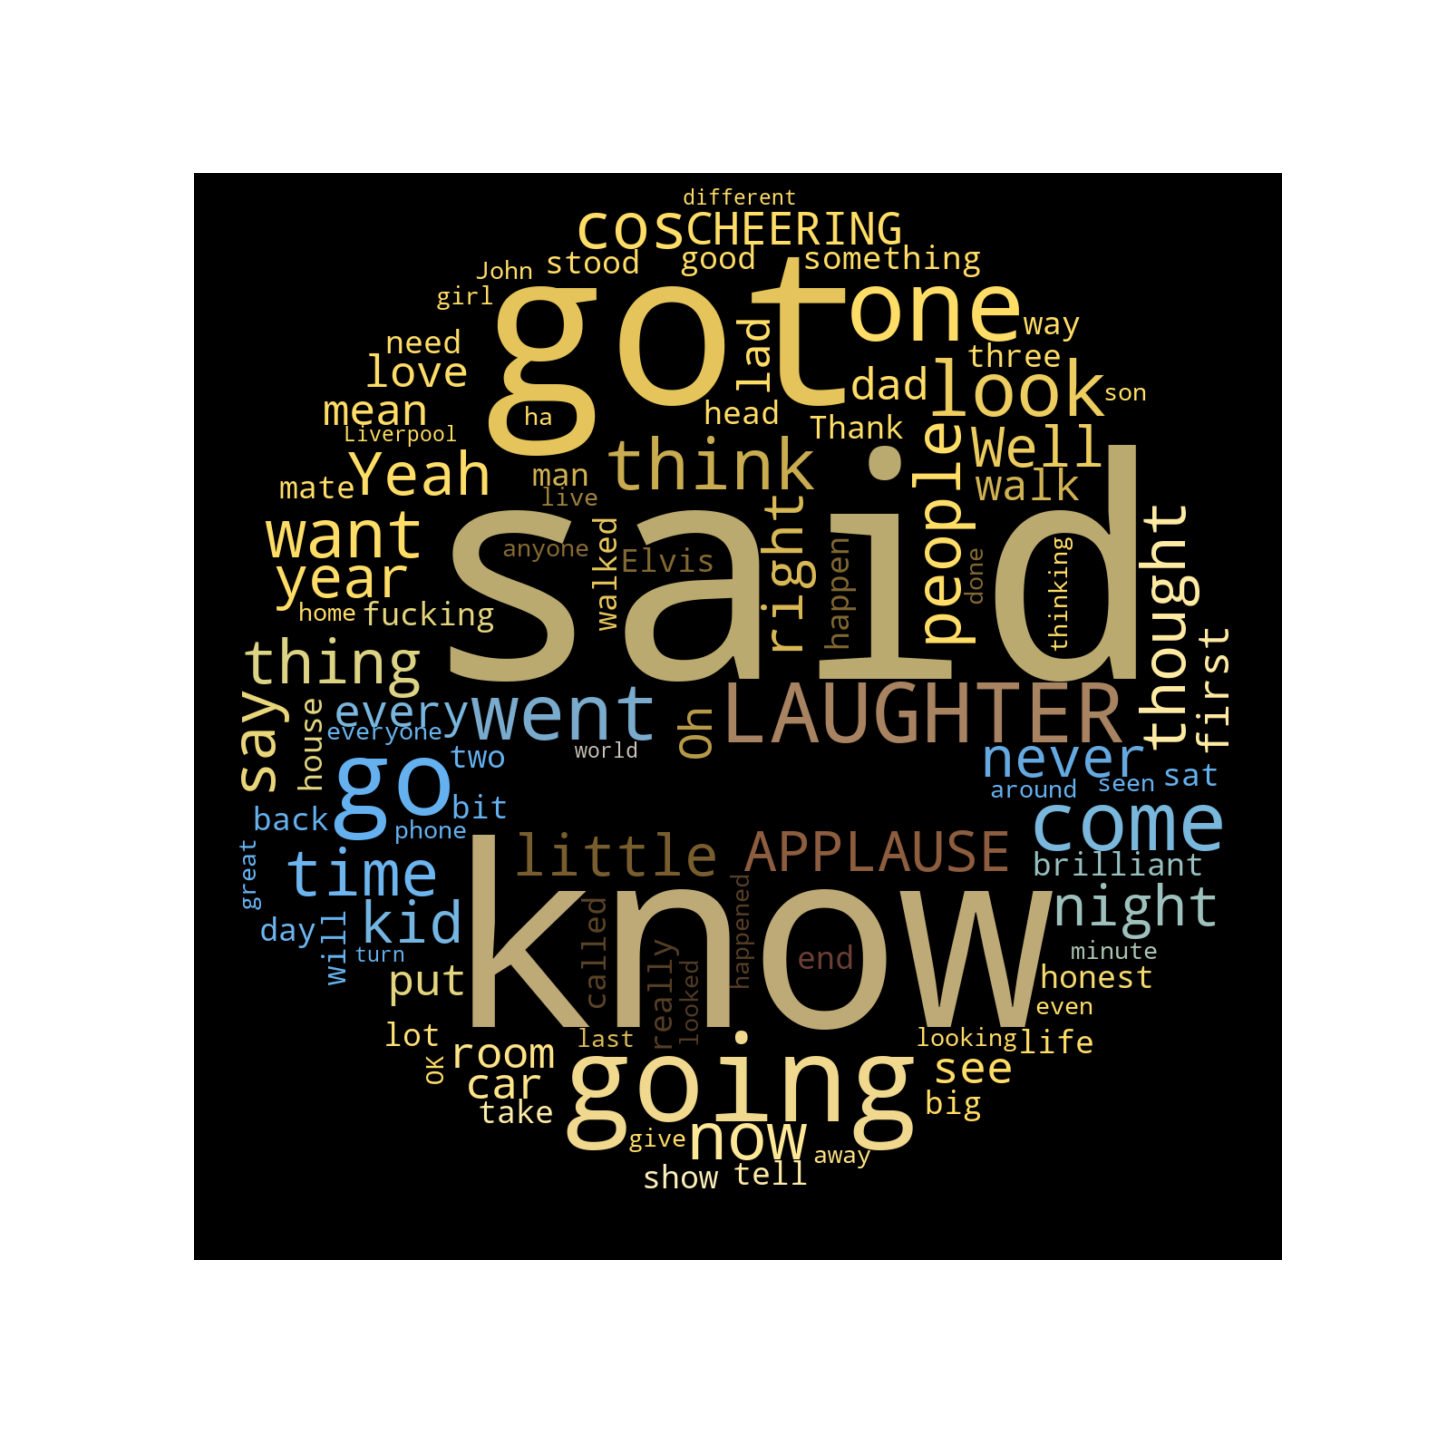 different
cos
CHEERING
John
stood
good
something
girl
got
one
way
need
lad
three
love
dad
look
son
mean
ha
head
Thank
Liverpool
people
Well
Yeah
man
think
walk
mate
live
said
want
anyone
walked
Elvis
right
happen
done
thinking
thought
year
home
fucking
thing
first
say
house
every
went
Oh
LAUGHTER
everyone
two
world
never
go
around
seen
sat
back
bit
phone
come
great
time
little
APPLAUSE
brilliant
know
night
day
will
kid
turn
called
really
looked
happened
end
minute
put
honest
even
lot
last
looking
life
OK
room
going
see
car
take
big
give
now
away
show
tell